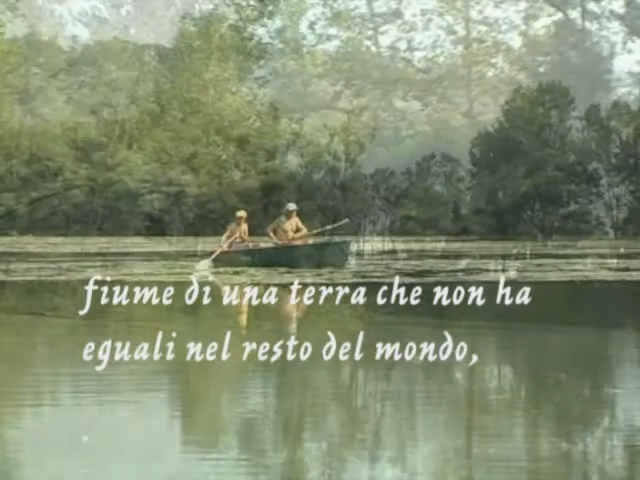 fiume di una terra che non ha
eguali nel resto del mondo,